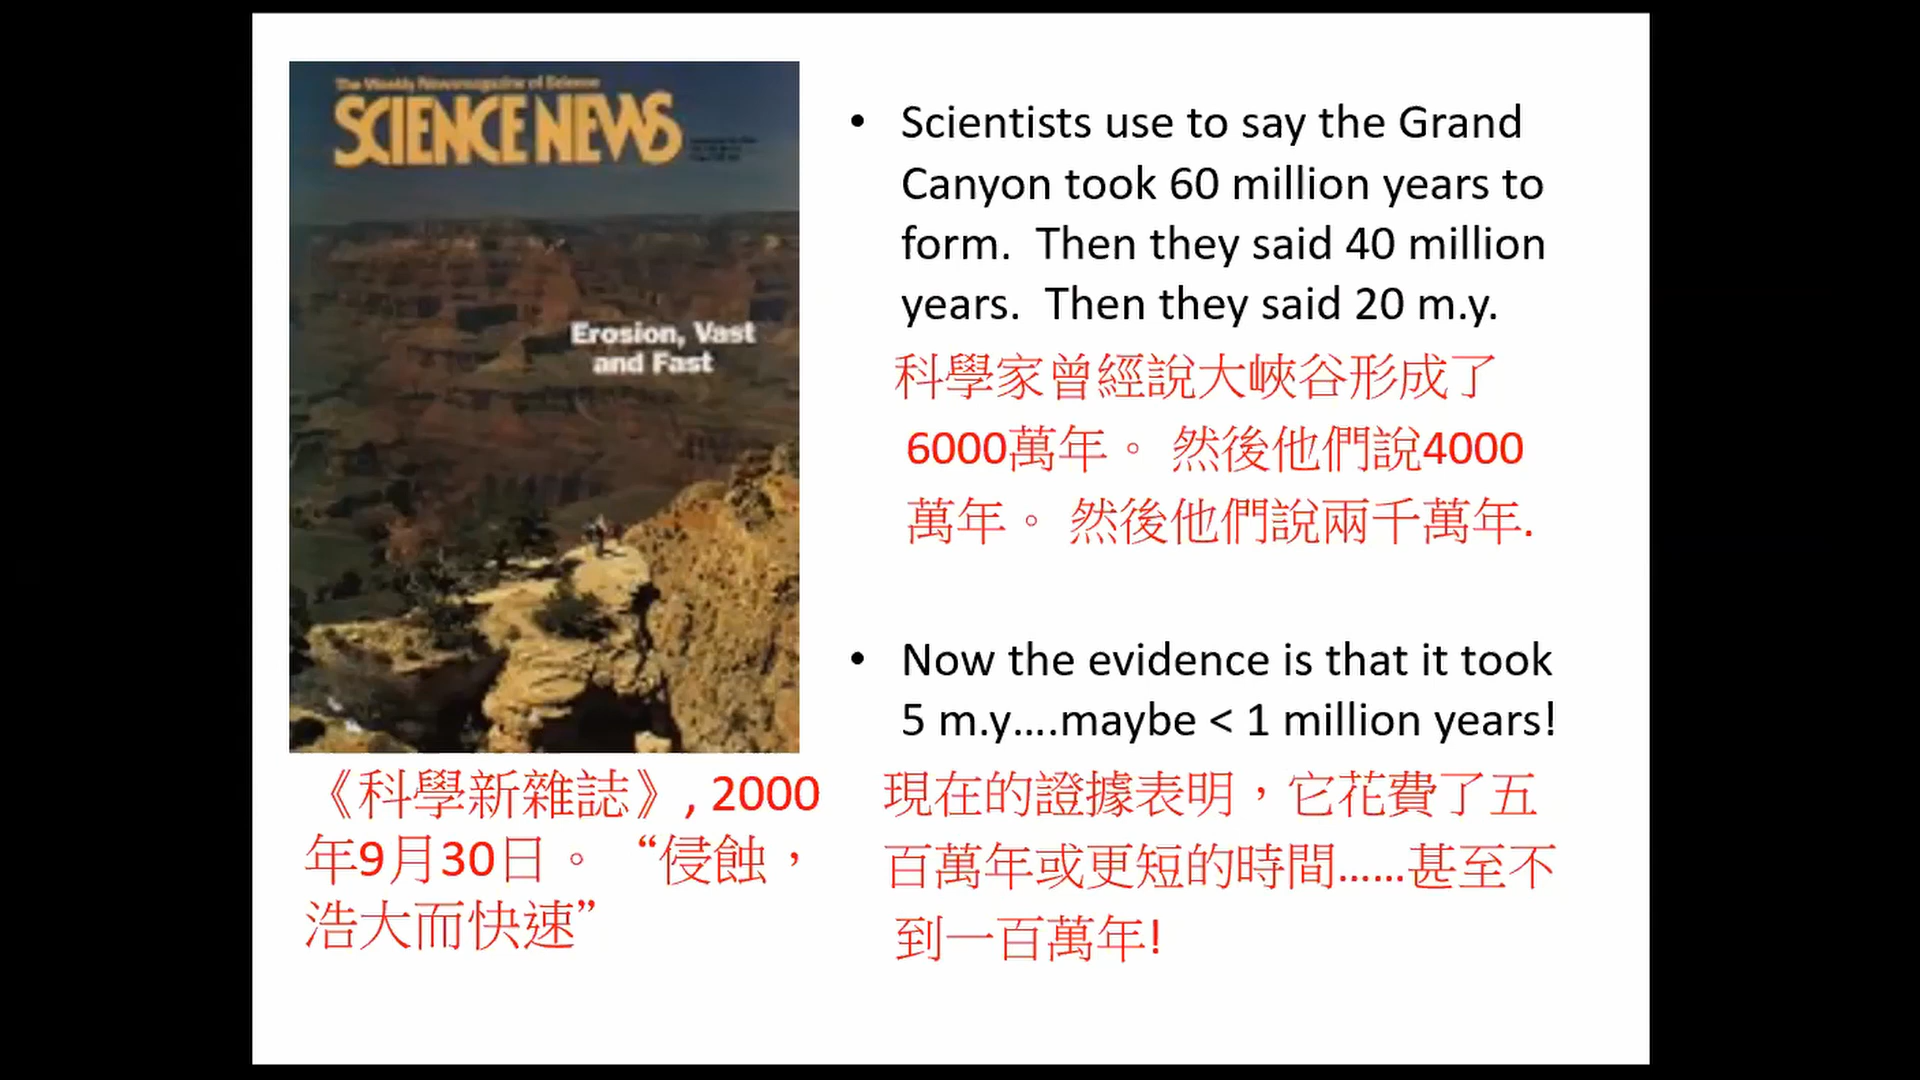 The Weekly Newsmagazine of Science
SCIENCE NEWS
Erosion, Vast
and Fast
《科學新雜誌》, 2000
年9月30日。 “侵蝕，
浩大而快速”
• Scientists use to say the Grand
Canyon took 60 million years to
form.  Then they said 40 million
years.  Then they said 20 m.y.
科學家曾經說大峽谷形成了
6000萬年。 然後他們說4000
萬年。 然後他們說兩千萬年.
• Now the evidence is that it took
5 m.y….maybe < 1 million years!
現在的證據表明，它花費了五
百萬年或更短的時間……甚至不
到一百萬年!